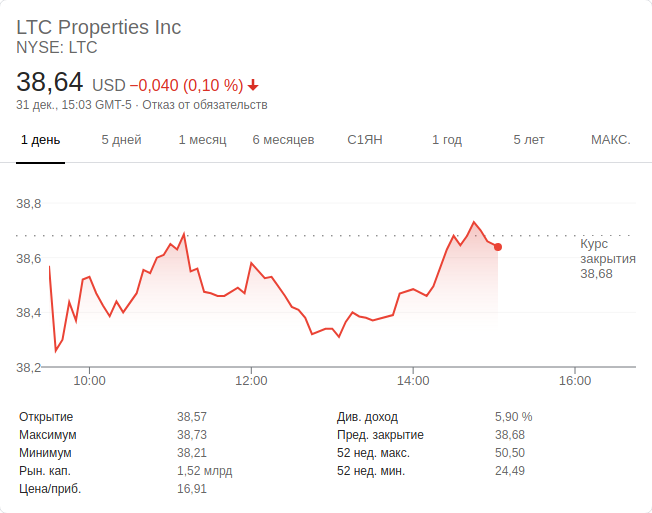 LTC Properties Inc
NYSE: LTC
38,64 USD −0,040 (0,10 %)
31 дек., 15:03 GMT-5 · Отказ от обязательств
1 день 5 дней 1 месяц 6 месяцев С1ЯН 1 год 5 лет МАКС.
38,8
38,6
38,4
38,2
Курс
закрытия
38,68
10:00 12:00 14:00 16:00
Открытие 38,57 Див. доход 5,90 %
Максимум 38,73 Пред. закрытие 38,68
Минимум 38,21 52 нед. макс. 50,50
Рын. кап. 1,52 млрд 52 нед. мин. 24,49
Цена/приб. 16,91